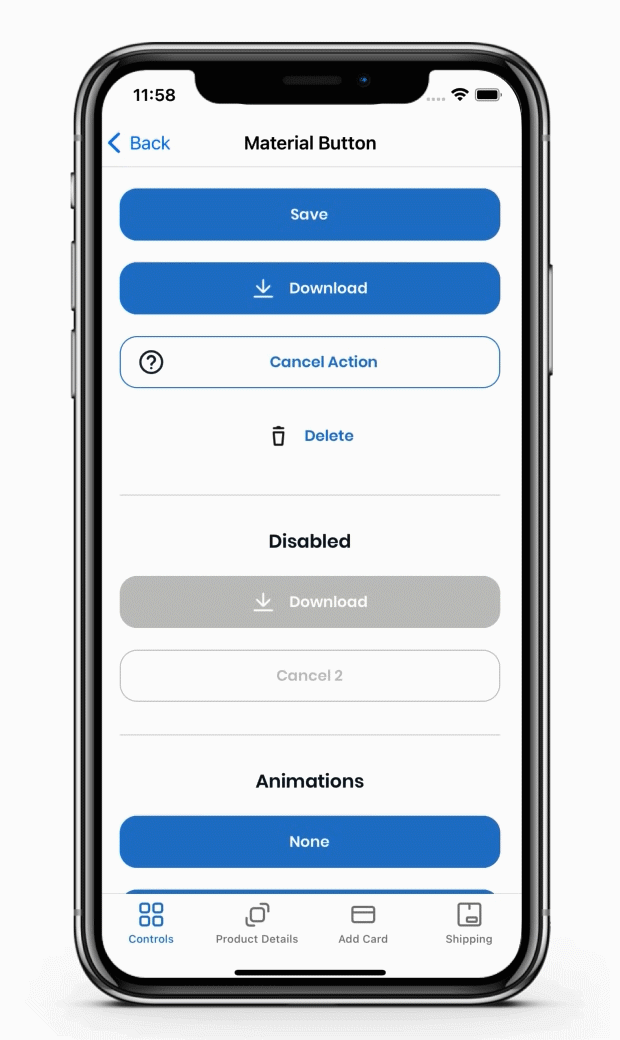 11:58
Back Material Button
Save
Download
Cancel Action
Delete
Disabled
Download
Cancel 2
Animations
None
Controls Product Details Add Card Shipping